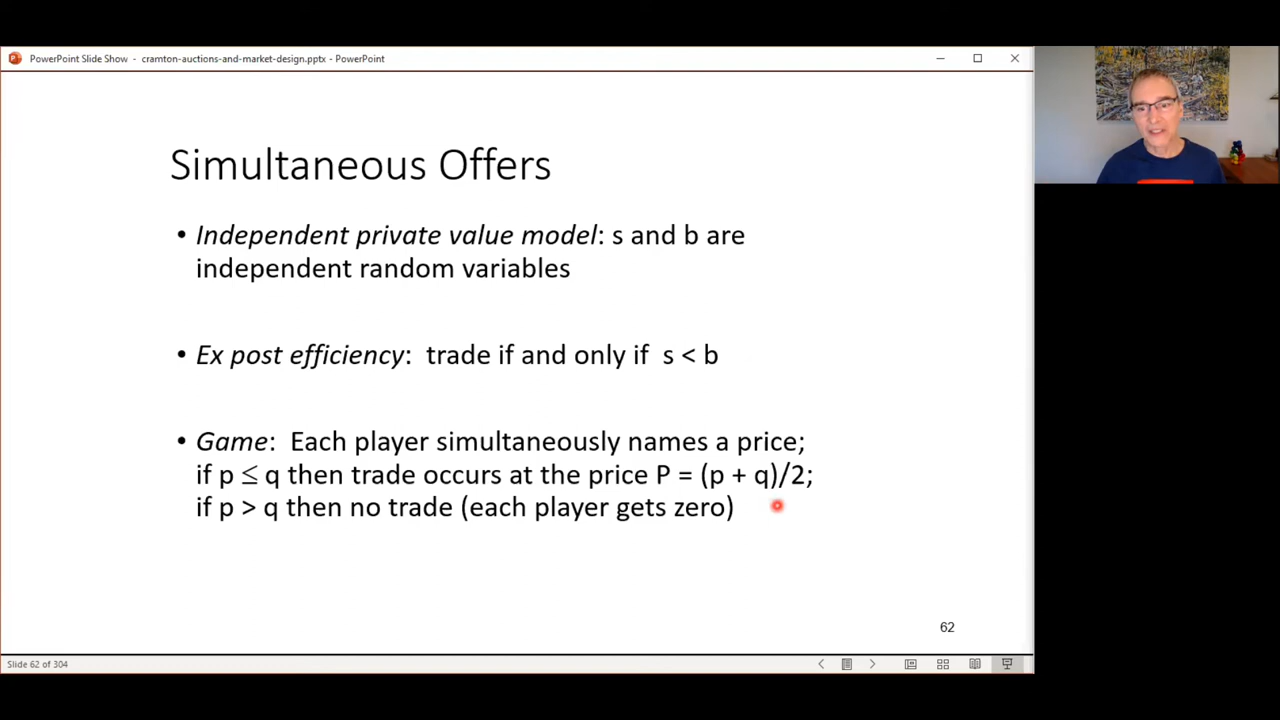 PowerPoint Slide Show - cramton-auctions-and-market-design.pptx - PowerPoint
Simultaneous Offers
• Independent private value model: s and b are
independent random variables
• Ex post efficiency: trade if and only if s < b
• Game: Each player simultaneously names a price;
if p ≤ q then trade occurs at the price P = (p + q)/2;
if p > q then no trade (each player gets zero)
62
Slide 62 of 304